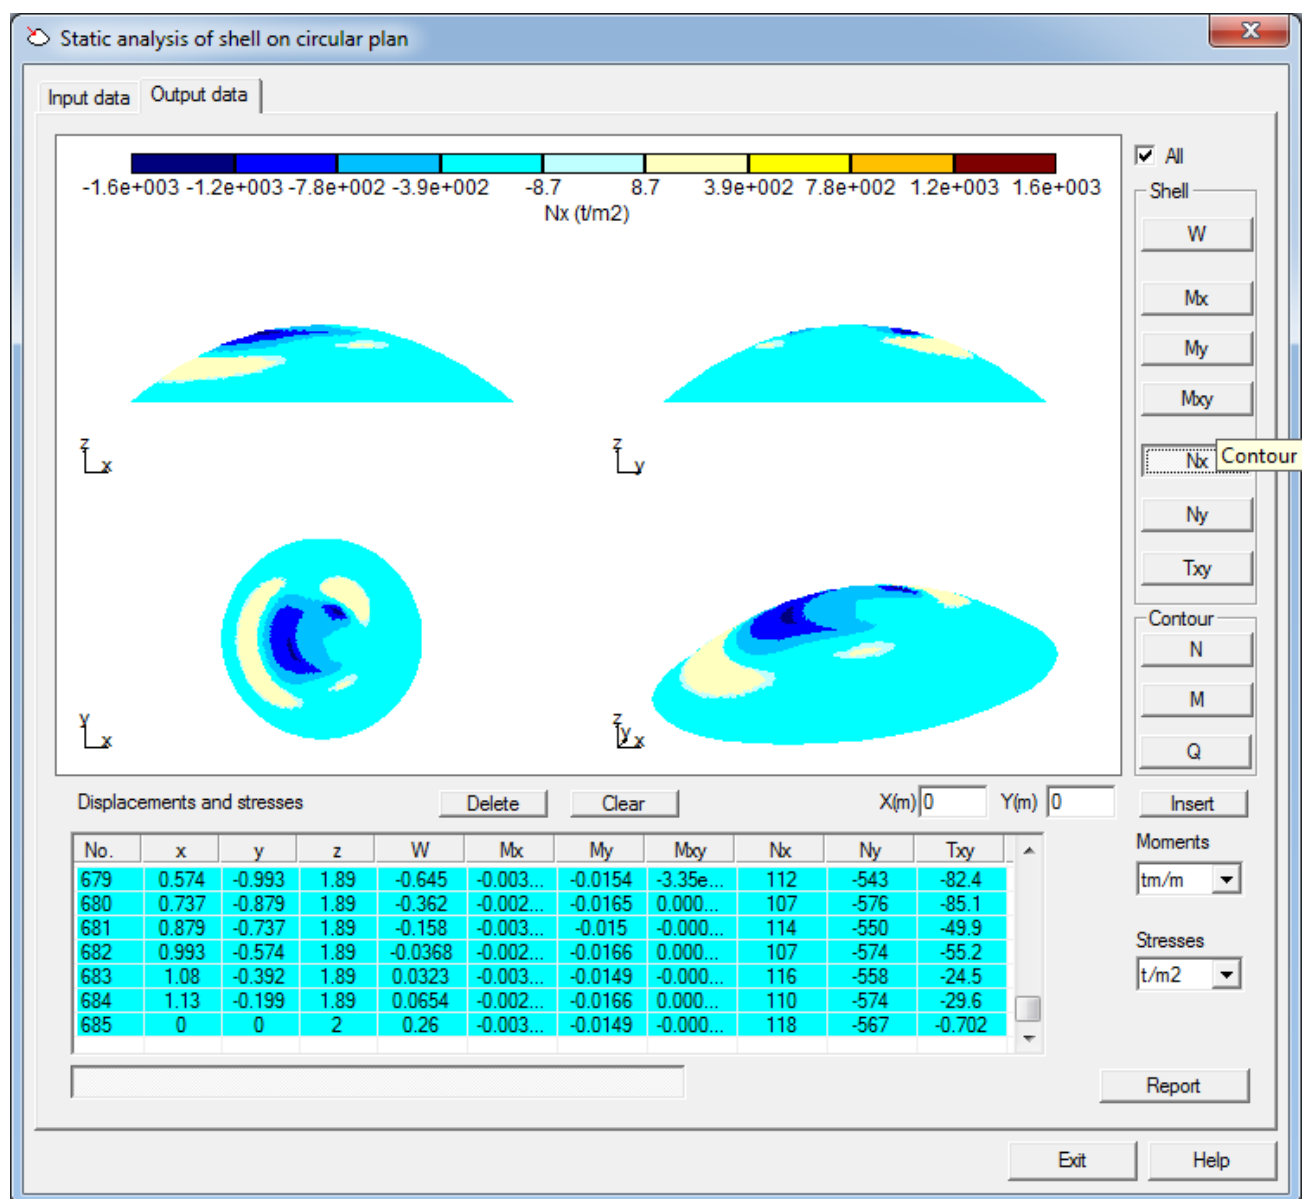 Static analysis of shell on circular plan
Input data Output data
-1.6e+003 -1.2e+003 -7.8e+002 -3.9e+002 -8.7 8.7 3.9e+002 7.8e+002 1.2e+003 1.6e+003
Nx (t/m2)
All
Shell
W
Mx
My
Mxy
Nx
Contour
Ny
Txy
Contour
N
M
Q
z
x
z
y
y
x
z
y
x
Displacements and stresses Delete Clear X(m) 0 Y(m) 0 Insert
No. x y z W Mx My Mxy Nx Ny Txy
679 0.574 -0.993 1.89 -0.645 -0.003... -0.0154 -3.35e... 112 -543 -82.4
680 0.737 -0.879 1.89 -0.362 -0.002... -0.0165 0.000... 107 -576 -85.1
681 0.879 -0.737 1.89 -0.158 -0.003... -0.015 -0.000... 114 -550 -49.9
682 0.993 -0.574 1.89 -0.0368 -0.002... -0.0166 0.000... 107 -574 -55.2
683 1.08 -0.392 1.89 0.0323 -0.003... -0.0149 -0.000... 116 -558 -24.5
684 1.13 -0.199 1.89 0.0654 -0.002... -0.0166 0.000... 110 -574 -29.6
685 0 0 2 0.26 -0.003... -0.0149 -0.000... 118 -567 -0.702
Moments
tm/m
Stresses
t/m2
Report
Exit Help